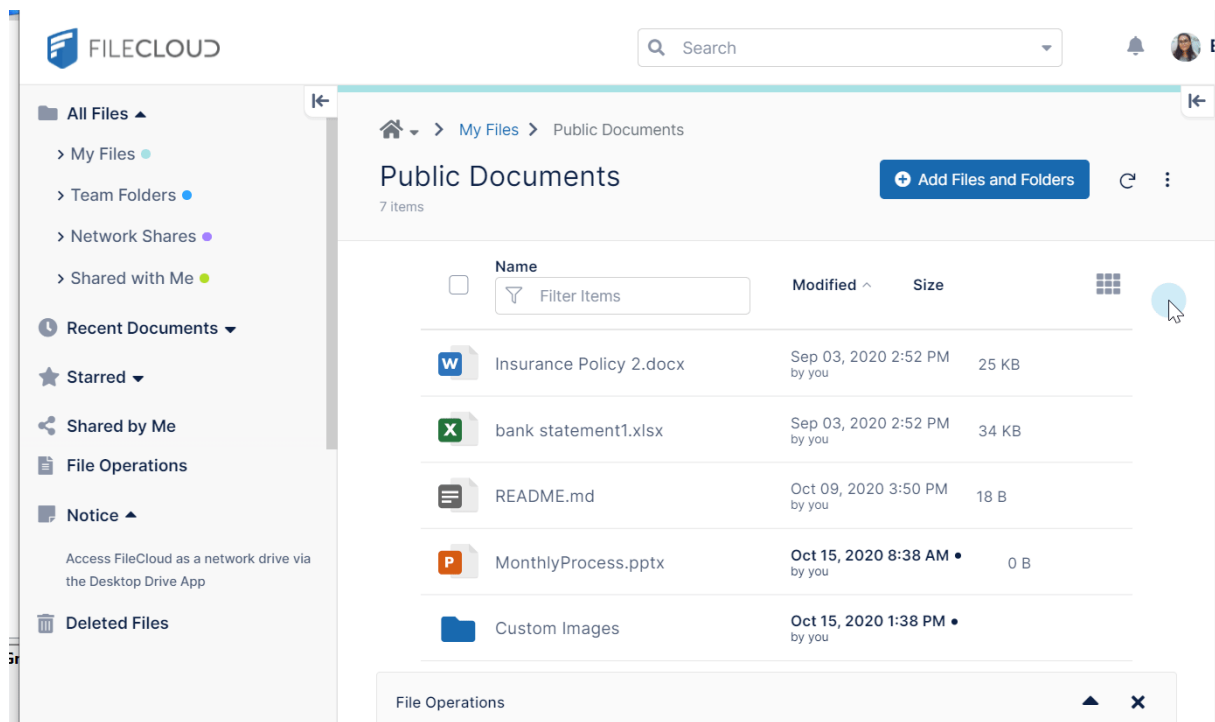 FILECLOUD
Search
All Files
My Files
Team Folders
Network Shares
Shared with Me
Recent Documents
Starred
Shared by Me
File Operations
Notice
Access FileCloud as a network drive via
the Desktop Drive App
Deleted Files
My Files > Public Documents
Public Documents
7 items
Add Files and Folders
Name
Filter Items
Modified
Size
Insurance Policy 2.docx Sep 03, 2020 2:52 PM 25 KB
by you
bank statement1.xlsx Sep 03, 2020 2:52 PM 34 KB
by you
README.md Oct 09, 2020 3:50 PM 18 B
by you
MonthlyProcess.pptx Oct 15, 2020 8:38 AM 0 B
by you
Custom Images Oct 15, 2020 1:38 PM
by you
File Operations